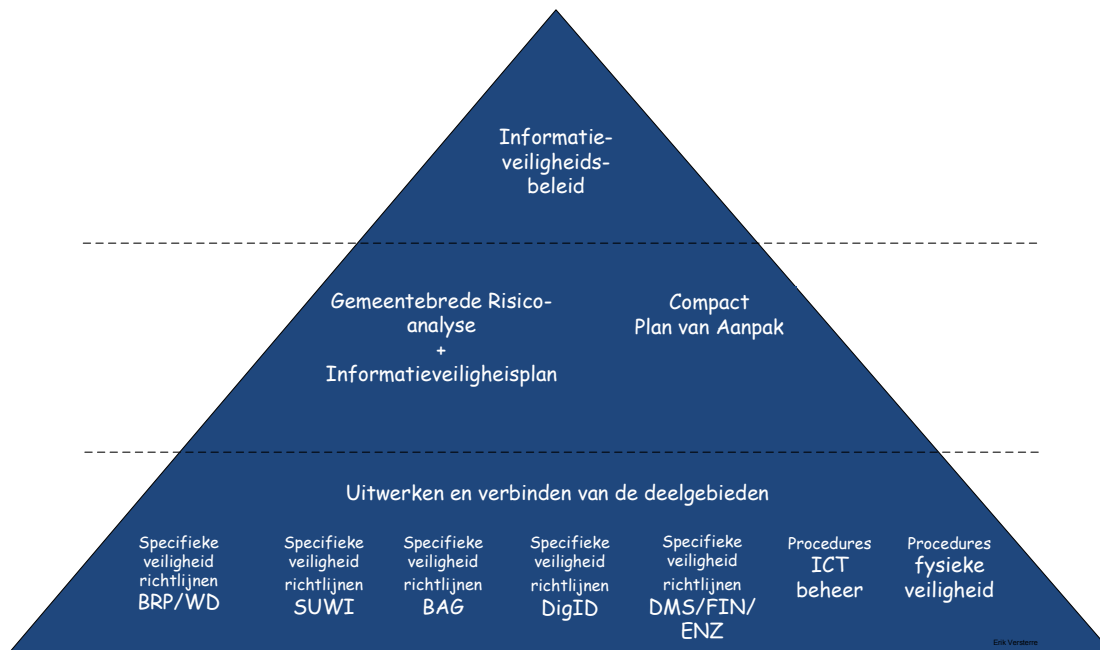 Informatie-
veiligheids-
beleid
Gemeentebrede Risico-
analyse
+
Informatieveiligheisplan
Compact
Plan van Aanpak
Uitwerken en verbinden van de deelgebieden
Specifieke
veiligheid
richtlijnen
BRP/WD
Specifieke
veiligheid
richtlijnen
SUWI
Specifieke
veiligheid
richtlijnen
BAG
Specifieke
veiligheid
richtlijnen
DigID
Specifieke
veiligheid
richtlijnen
DMS/FIN/
ENZ
Procedures
ICT
beheer
Procedures
fysieke
veiligheid
Erik Versterre